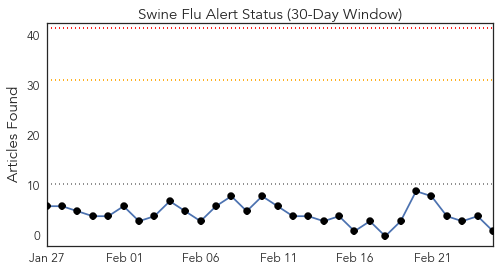 Swine Flu Alert Status (30-Day Window)
Articles Found
40
30
20
10
0
Jan 27
Feb 01
Feb 06
Feb 11
Feb 16
Feb 21